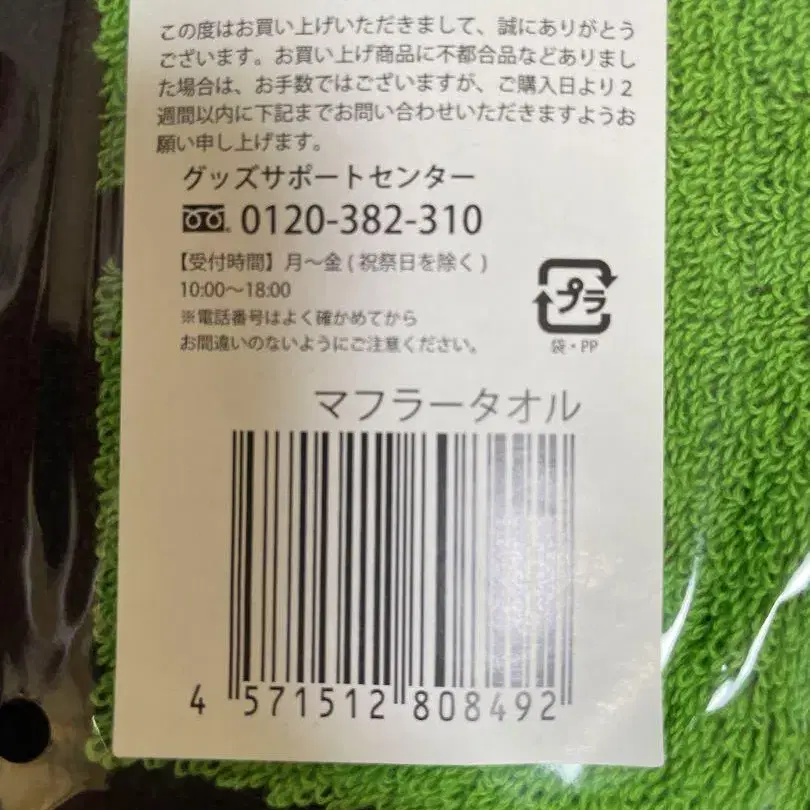 この度はお買い上げいただきまして、誠にありがとう
ございます。お買い上げ商品に不都合品などありまし
た場合は、お手数ではございますが、ご購入日より2
週間以内に下記までお問い合わせいただきますようお
願い申し上げます。
グッズサポートセンター
0120-382-310
【受付時間】月～金(祝祭日を除く)
10:00～18:00
※電話番号はよく確かめてから
お間違いのないようにご注意ください。
プラ
袋・PP
マフラータオル
4 571512 808492